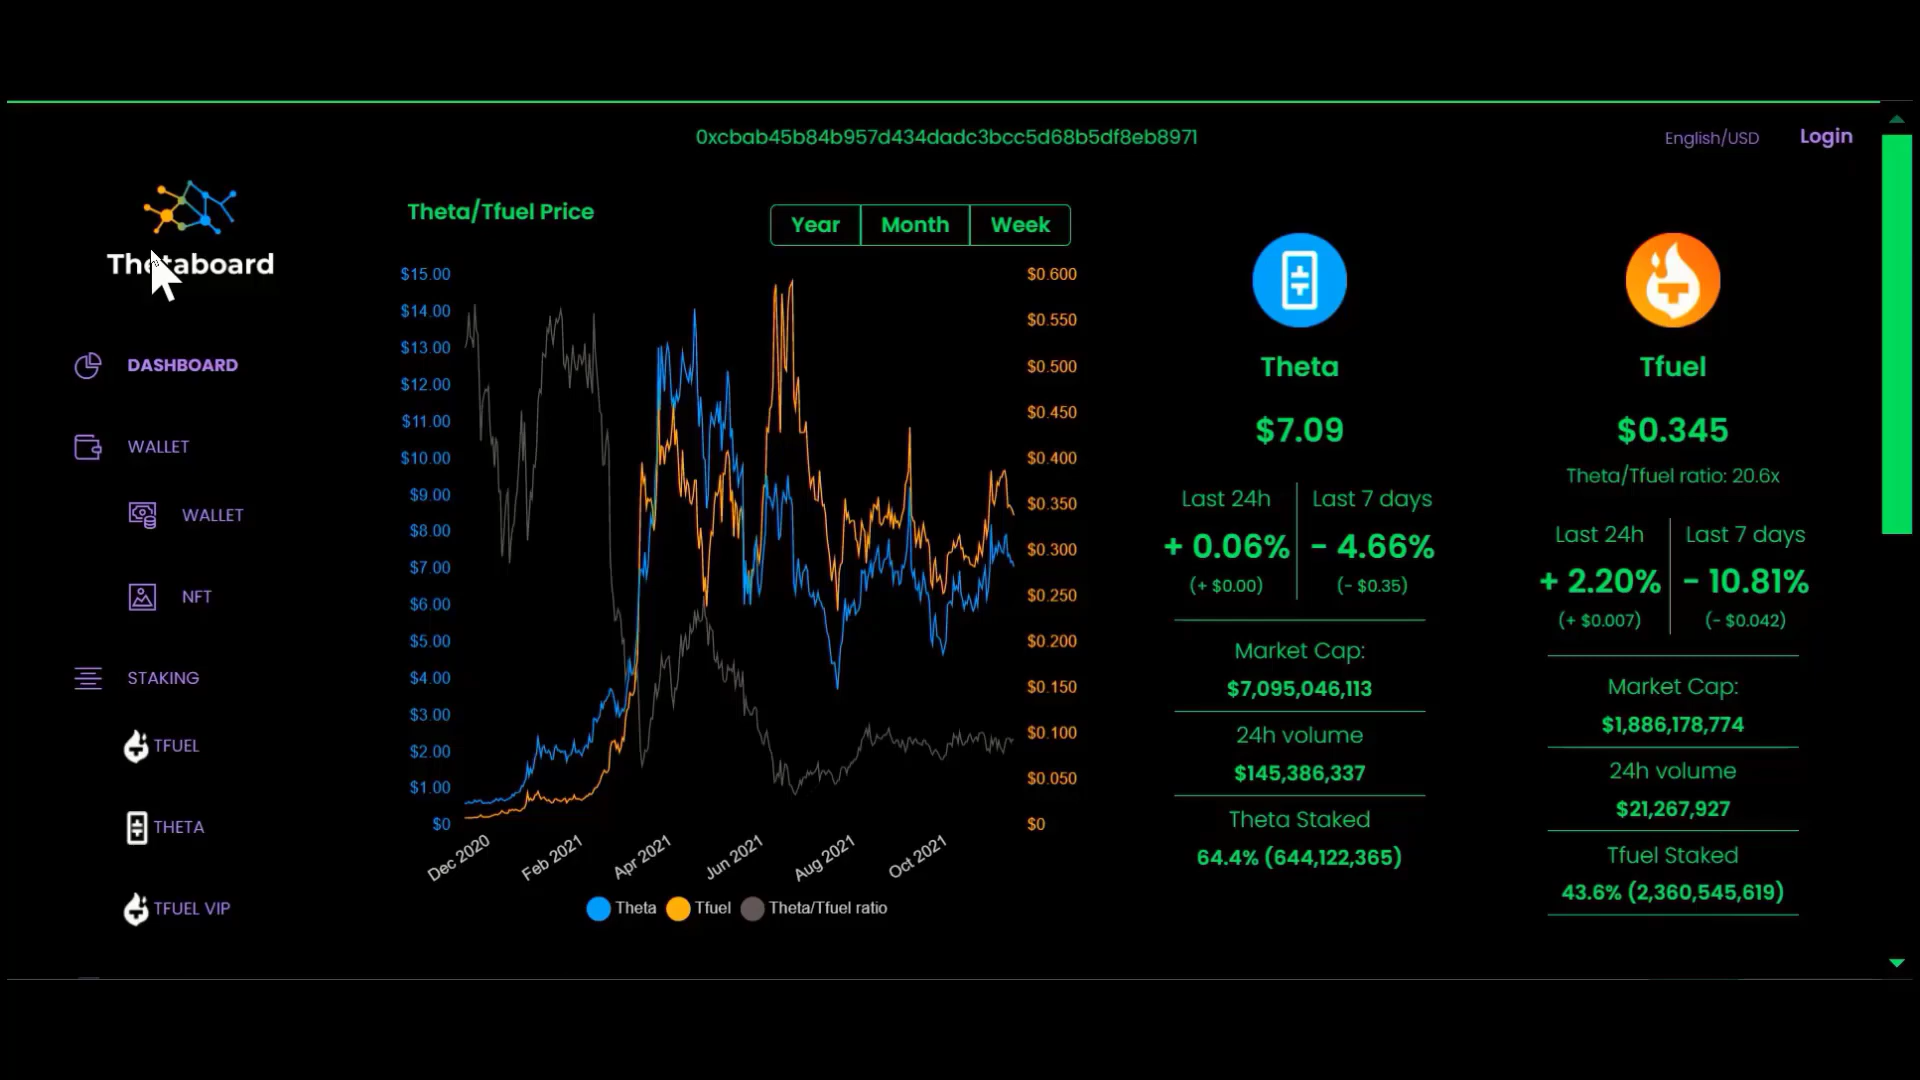 0xcbab45b84b957d434dadc3bcc5d68b5df8eb8971
English/USD
Login
Thetaboard
DASHBOARD
WALLET
WALLET
NFT
STAKING
TFUEL
THETA
TFUEL VIP
Theta/Tfuel Price
Year
Month
Week
$15.00
$14.00
$13.00
$12.00
$11.00
$10.00
$9.00
$8.00
$7.00
$6.00
$5.00
$4.00
$3.00
$2.00
$1.00
$0
$0.600
$0.550
$0.500
$0.450
$0.400
$0.350
$0.300
$0.250
$0.200
$0.150
$0.100
$0.050
$0
Dec 2020
Feb 2021
Apr 2021
Jun 2021
Aug 2021
Oct 2021
Theta
Tfuel
Theta/Tfuel ratio
Theta
$7.09
Last 24h
+ 0.06%
(+ $0.00)
Last 7 days
- 4.66%
(- $0.35)
Market Cap:
$7,095,046,113
24h volume
$145,386,337
Theta Staked
64.4% (644,122,365)
Tfuel
$0.345
Theta/Tfuel ratio: 20.6x
Last 24h
+ 2.20%
(+ $0.007)
Last 7 days
- 10.81%
(- $0.042)
Market Cap:
$1,886,178,774
24h volume
$21,267,927
Tfuel Staked
43.6% (2,360,545,619)